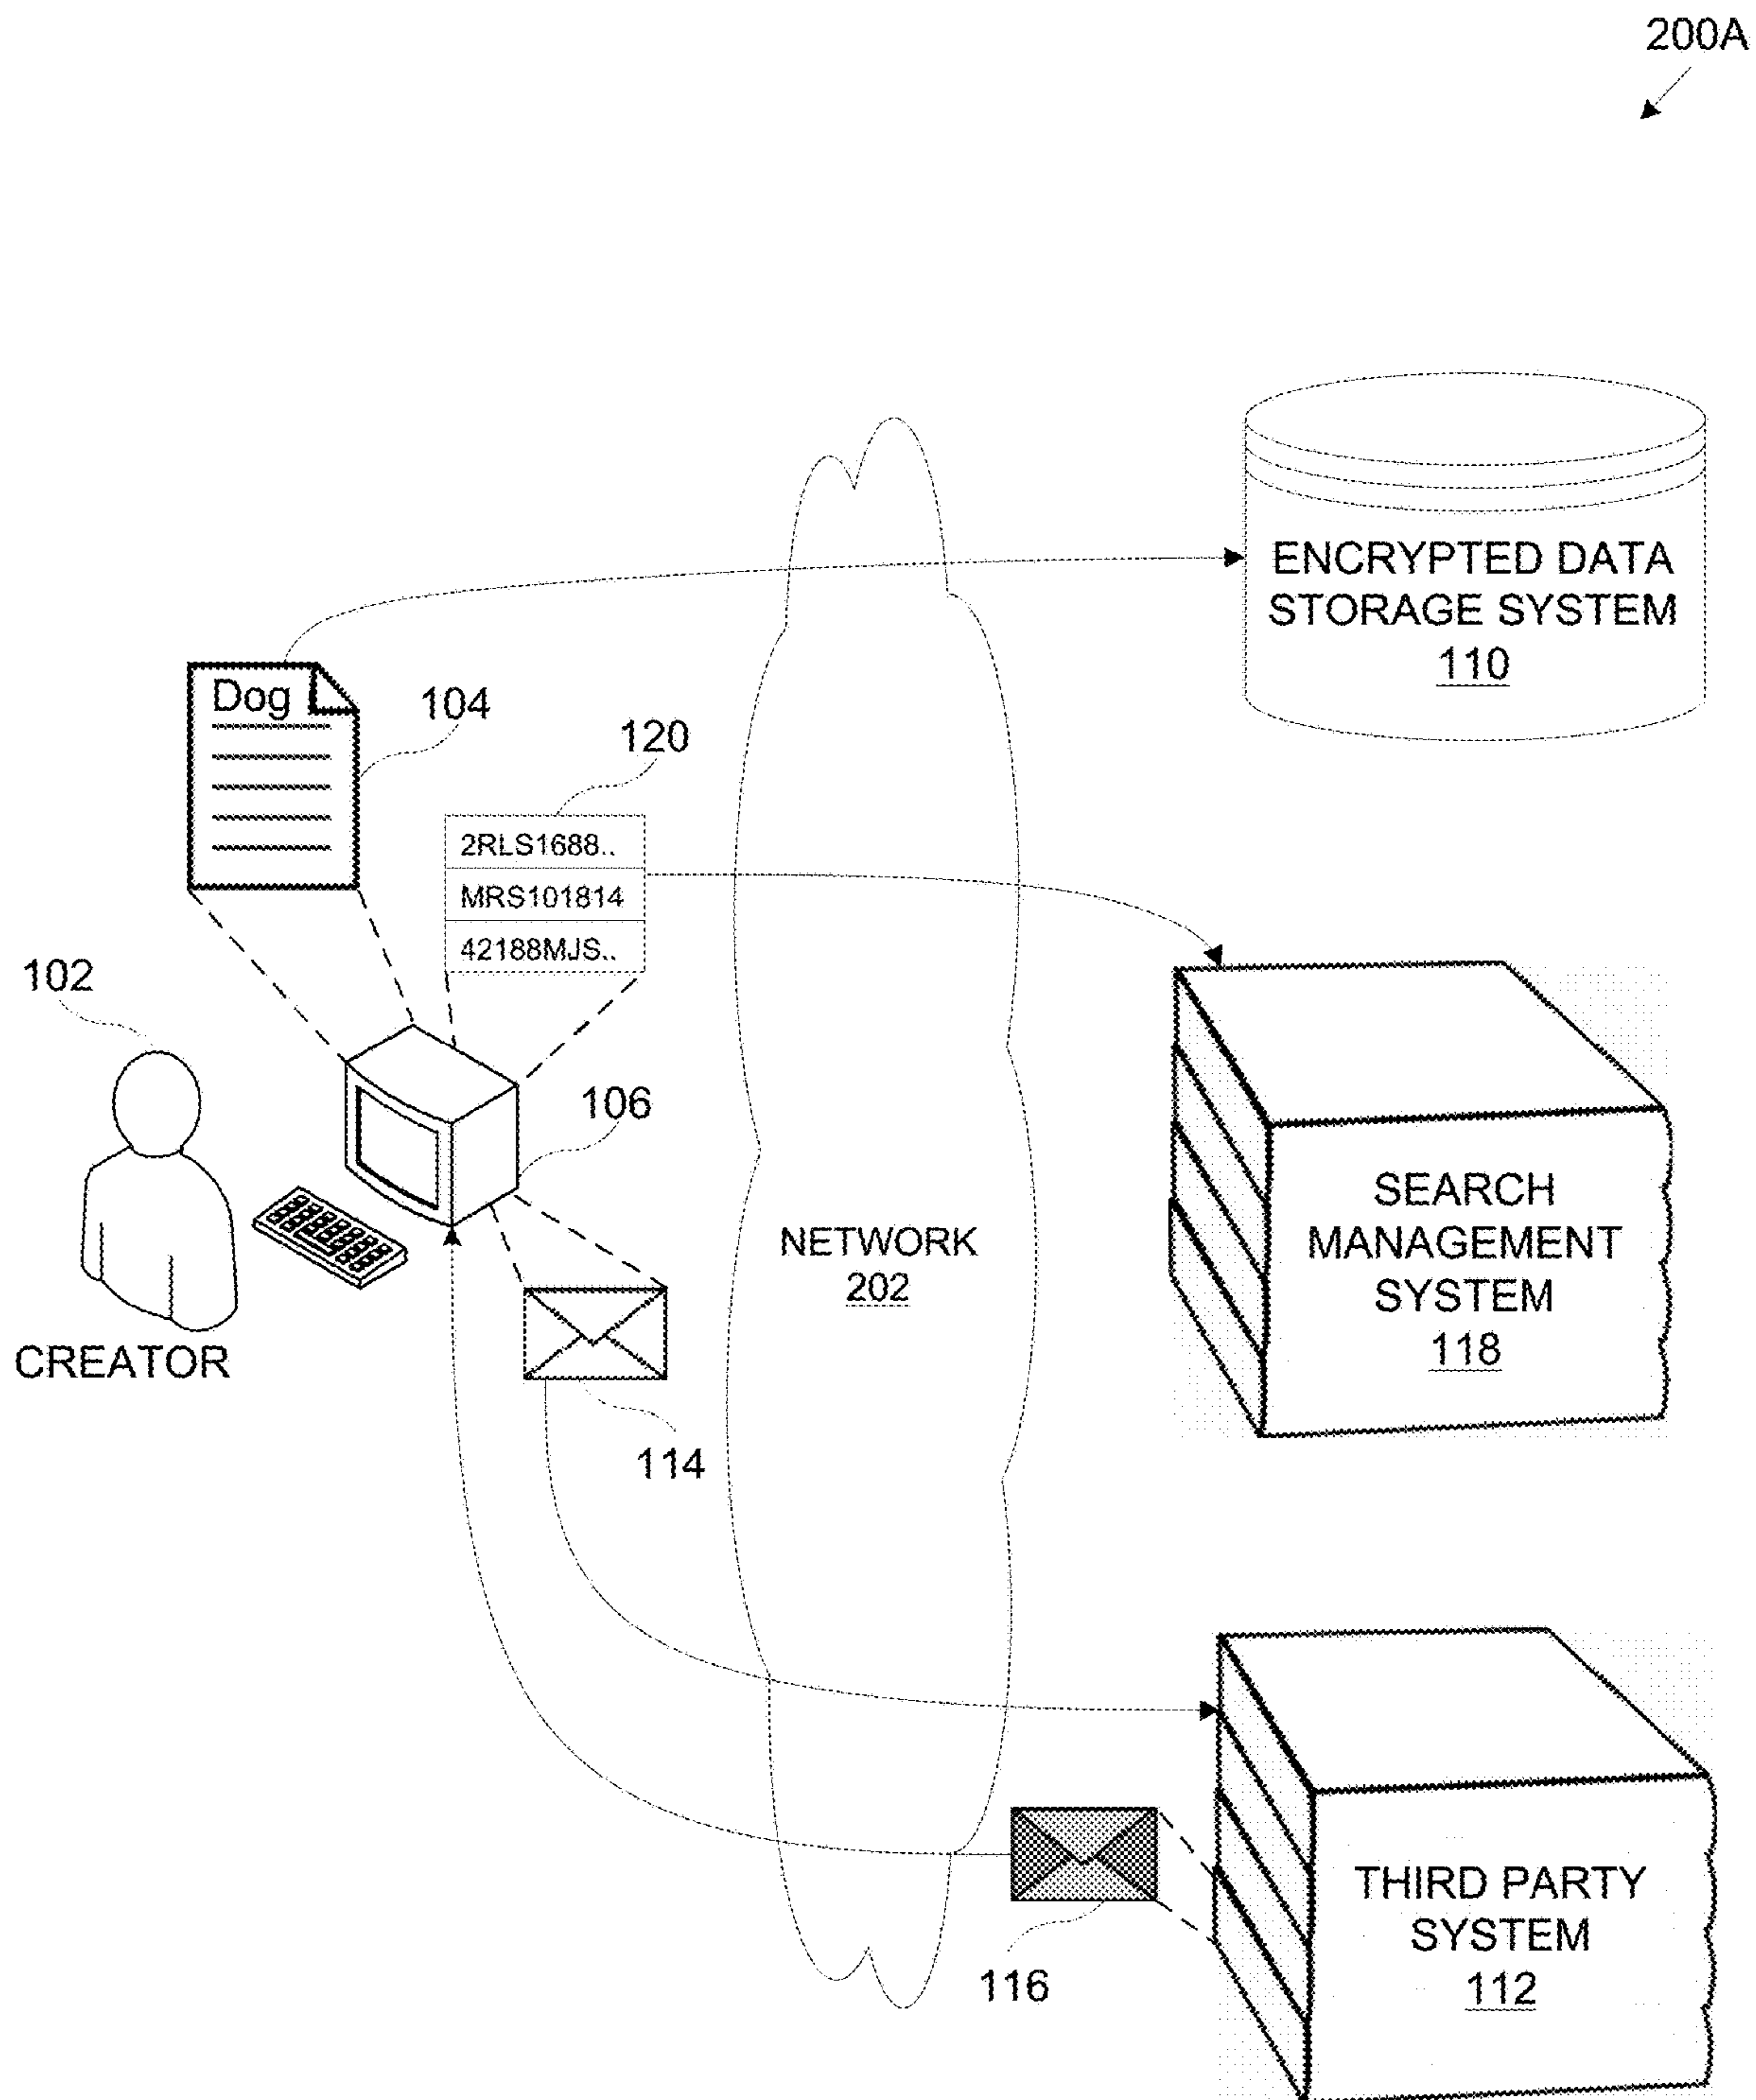 200A
ENCRYPTED DATA
STORAGE SYSTEM
110
Dog
104
120
2RLS1688..
MRS101814
42188MJS..
102
106
CREATOR
114
NETWORK
202
SEARCH
MANAGEMENT
SYSTEM
118
116
THIRD PARTY
SYSTEM
112